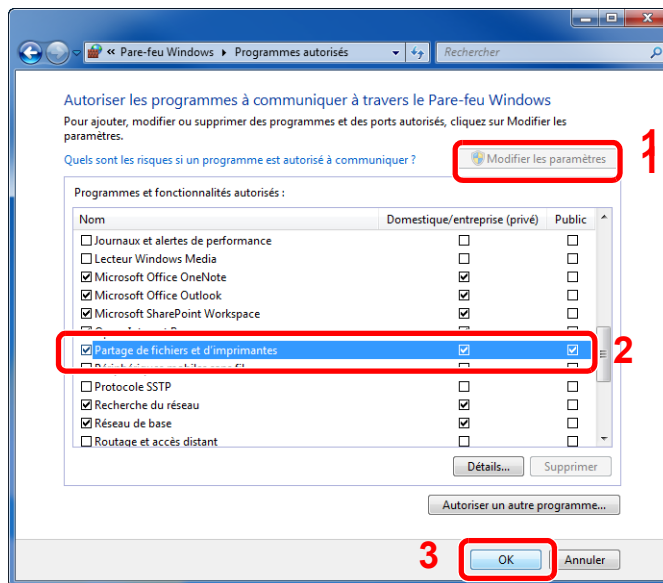 « Pare-feu Windows Programmes autorisés Rechercher
Autoriser les programmes à communiquer à travers le Pare-feu Windows
Pour ajouter, modifier ou supprimer des programmes et des ports autorisés, cliquez sur Modifier les
paramètres.
Quels sont les risques si un programme est autorisé à communiquer ? Modifier les paramètres
1
1
Programmes et fonctionnalités autorisés :
Nom Domestique/entreprise (privé) Public
Journaux et alertes de performance
Lecteur Windows Media
Microsoft Office OneNote
Microsoft Office Outlook
Microsoft SharePoint Workspace
Partage de fichiers et d'imprimantes
2
Protocole SSTP
Recherche du réseau
Réseau de base
Routage et accès distant
Détails... Supprimer
Autoriser un autre programme...
3
OK Annuler